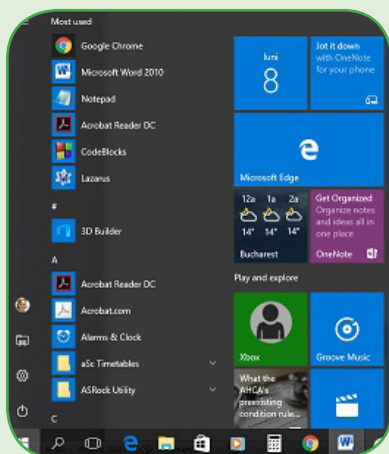 Most used
Google Chrome
Microsoft Word 2010
Notepad
Acrobat Reader DC
CodeBlocks
Lazarus
#
3D Builder
A
Acrobat Reader DC
Acrobat.com
Alarms & Clock
aSc Timetables
ASRock Utility
C
luni
8
Jot it down
with OneNote
for your phone
Microsoft Edge
12a 1a 2a
14° 14° 14°
Bucharest
Get Organized
Organize notes
and ideas all in
one place
OneNote
Play and explore
Xbox
Groove Music
What the
AHCA's
preexisting
condition rule...